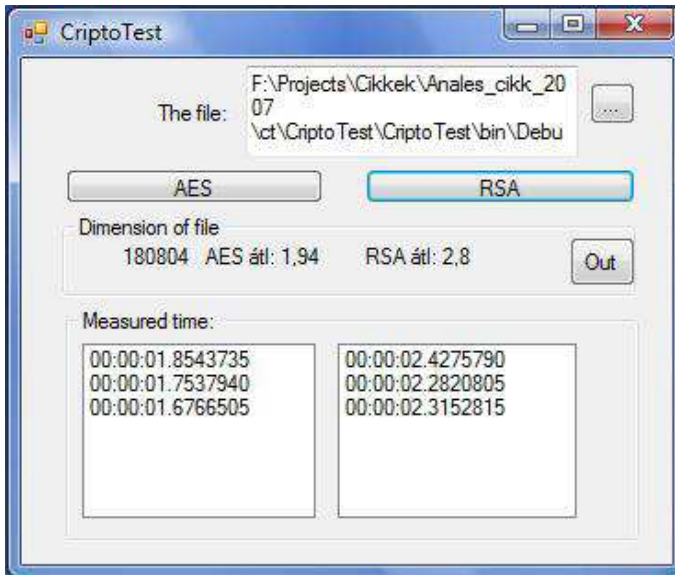 CriptoTest
The file:
F:\Projects\Cikkek\Anales_cikk_20
07
\ct\CriptoTest\CriptoTest\bin\Debu
...
AES
RSA
Dimension of file
180804 AES átl: 1,94 RSA átl: 2,8
Out
Measured time:
00:00:01.8543735
00:00:01.7537940
00:00:01.6766505
00:00:02.4275790
00:00:02.2820805
00:00:02.3152815